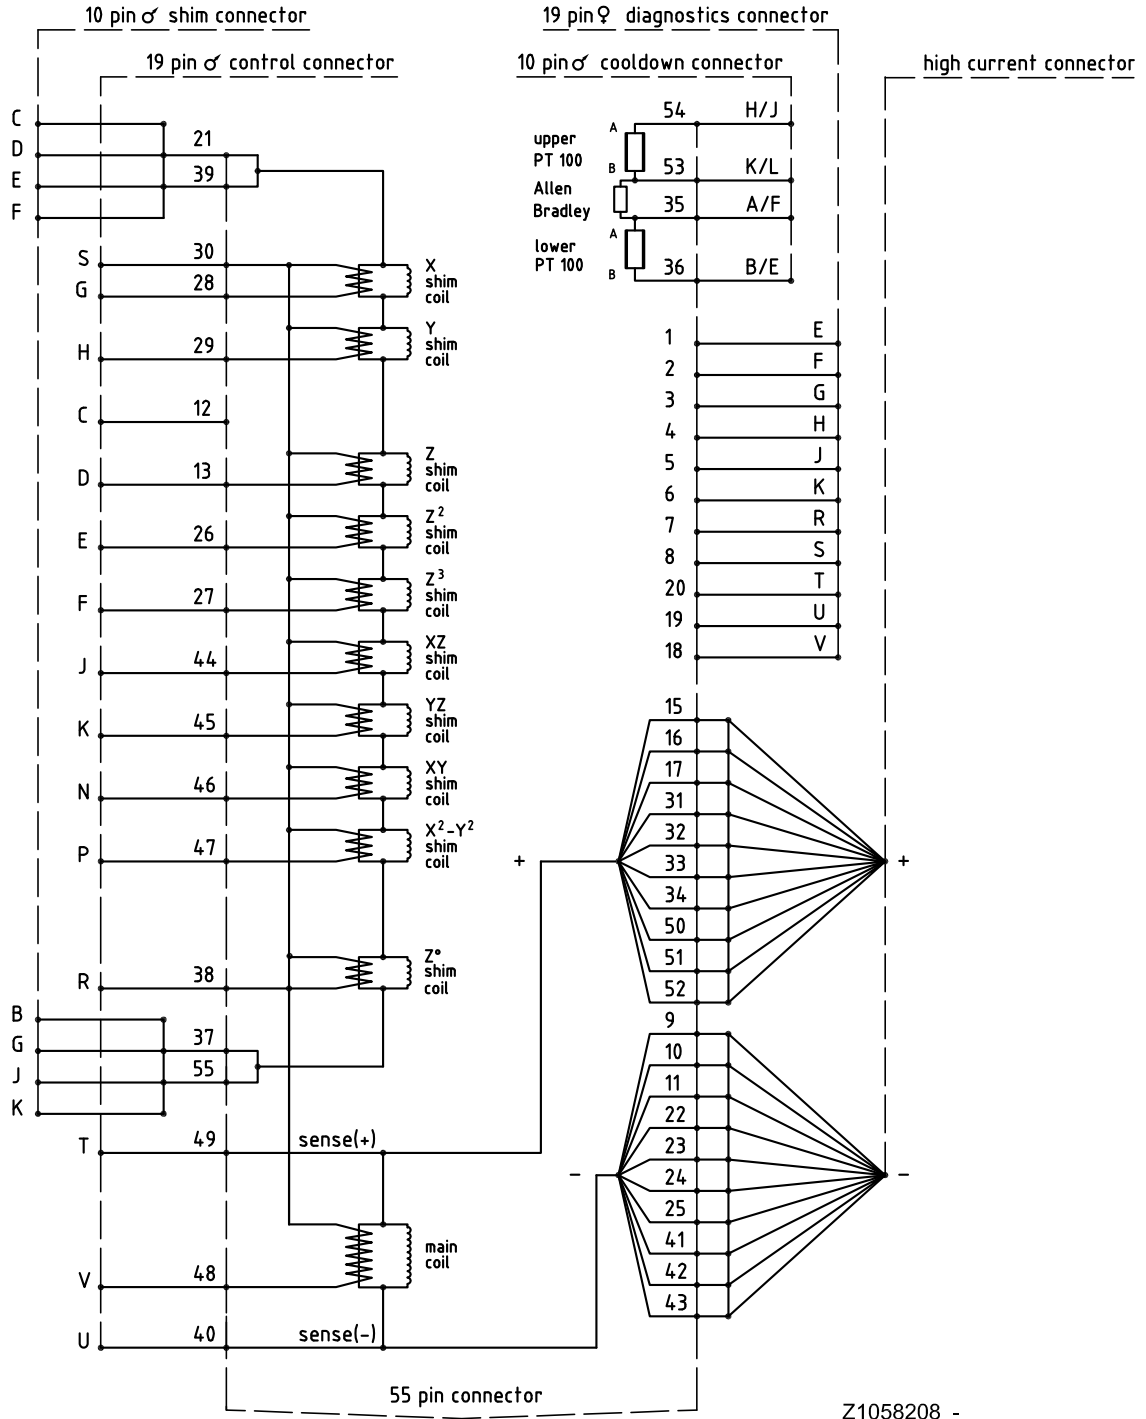 10 pin ♂ shim connector
19 pin ♀ diagnostics connector
19 pin ♂ control connector
10 pin ♂ cooldown connector
high current connector
C
D 21
E 39
F
S 30
G 28
X
shim
coil
H 29
Y
shim
coil
C 12
D 13
Z
shim
coil
E 26
Z²
shim
coil
F 27
Z³
shim
coil
J 44
XZ
shim
coil
K 45
YZ
shim
coil
N 46
XY
shim
coil
P 47
X²-Y²
shim
coil
R 38
Z°
shim
coil
B
G 37
J 55
K
T 49 sense(+)
main
coil
V 48
U 40 sense(-)
upper
PT 100
A
B
Allen
Bradley
lower
PT 100
A
B
54 H/J
53 K/L
35 A/F
36 B/E
1 E
2 F
3 G
4 H
5 J
6 K
7 R
8 S
20 T
19 U
18 V
15
16
17
31
32
+ 33 +
34
50
51
52
9
10
11
22
23
- 24 -
25
41
42
43
55 pin connector
Z1058208 -